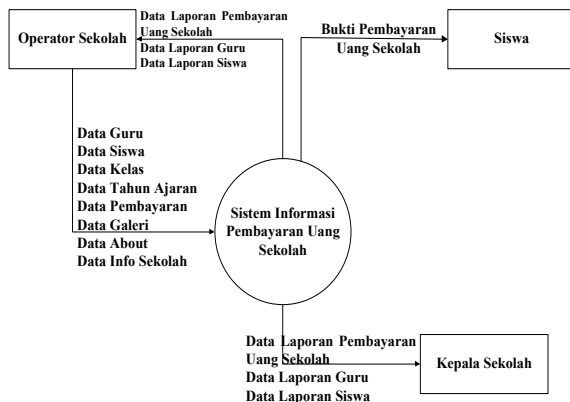 Operator Sekolah
Data Laporan Pembayaran
Uang Sekolah
Data Laporan Guru
Data Laporan Siswa
Bukti Pembayaran
Uang Sekolah
Siswa
Data Guru
Data Siswa
Data Kelas
Data Tahun Ajaran
Data Pembayaran
Data Galeri
Data About
Data Info Sekolah
Sistem Informasi
Pembayaran Uang
Sekolah
Data Laporan Pembayaran
Uang Sekolah
Data Laporan Guru
Data Laporan Siswa
Kepala Sekolah